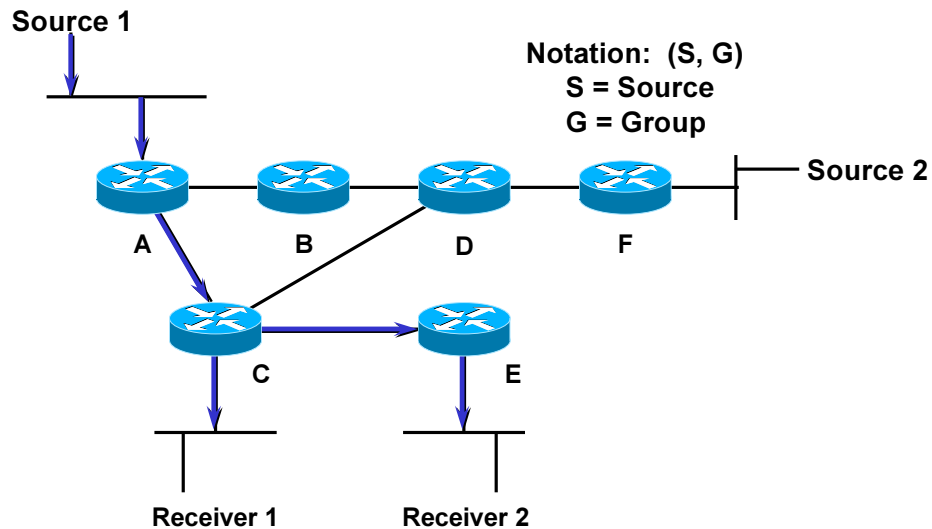 Source 1
Notation: (S, G)
S = Source
G = Group
Source 2
A
B
D
F
C
E
Receiver 1
Receiver 2